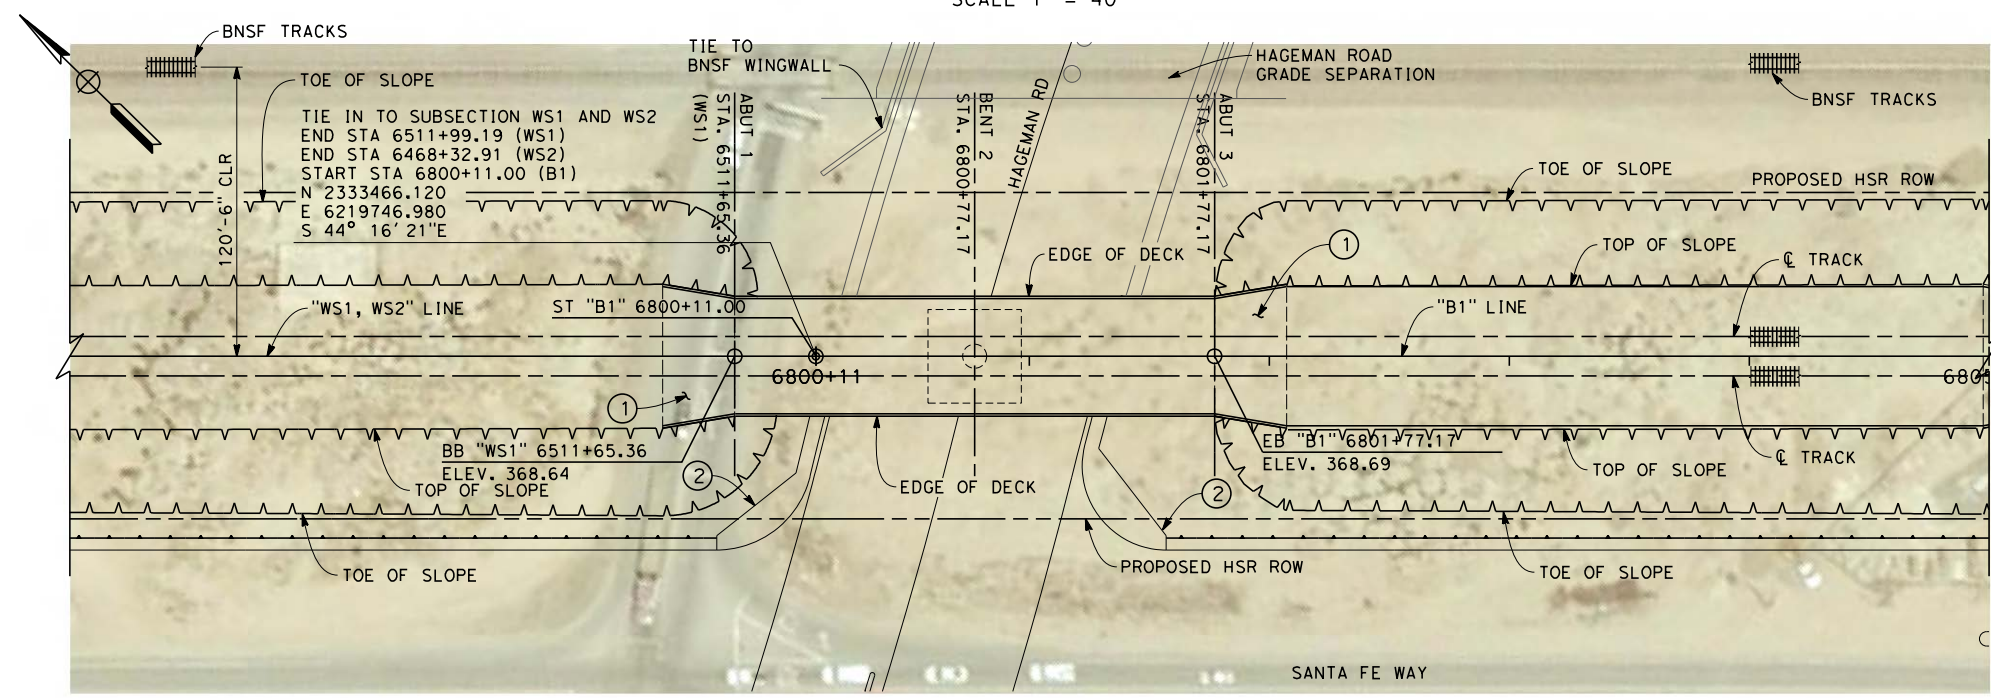 BNSF TRACKS
TOE OF SLOPE
TIE IN TO SUBSECTION WS1 AND WS2
END STA 6511+99.19 (WS1)
END STA 6468+32.91 (WS2)
START STA 6800+11.00 (B1)
N 2333466.120
E 6219746.980
S 44° 16' 21"E
120'-6" CLR
TIE TO
BNSF WINGWALL
ABUT 1
STA. 6511+65.36
(WS1)
BENT 2
STA. 6800+77.17
HAGEMAN RD
ABUT 3
STA. 6801+77.17
HAGEMAN ROAD
GRADE SEPARATION
BNSF TRACKS
TOE OF SLOPE
PROPOSED HSR ROW
1
TOP OF SLOPE
℄ TRACK
EDGE OF DECK
"WS1, WS2" LINE
ST "B1" 6800+11.00
"B1" LINE
6800+11
1
BB "WS1" 6511+65.36
ELEV. 368.64
TOP OF SLOPE
2
EDGE OF DECK
EB "B1" 6801+77.17
ELEV. 368.69
2
TOP OF SLOPE
℄ TRACK
TOE OF SLOPE
PROPOSED HSR ROW
TOE OF SLOPE
SANTA FE WAY